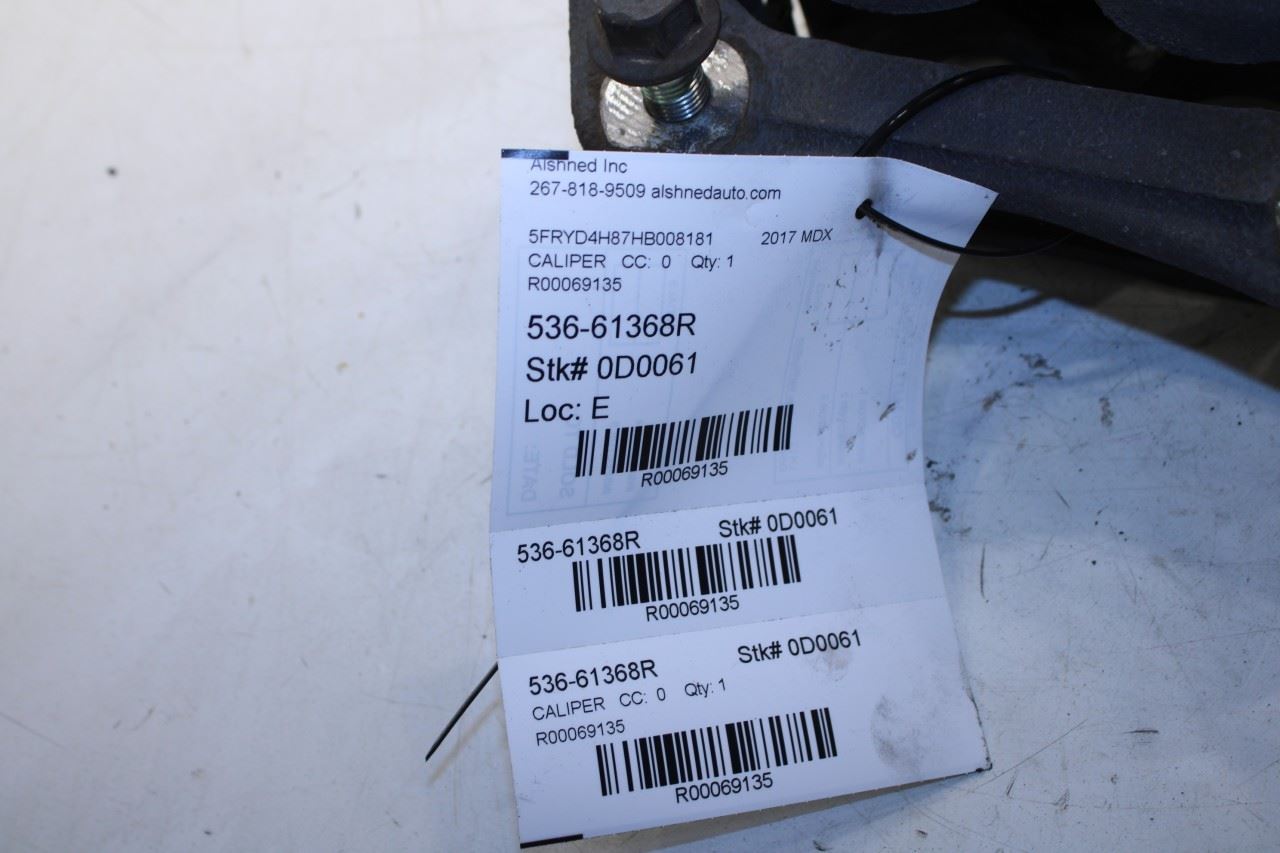 Alshned Inc
267-818-9509 alshnedauto.com
5FRYD4H87HB008181 2017 MDX
CALIPER CC: 0 Qty: 1
R00069135
536-61368R
Stk# 0D0061
Loc: E
R00069135
536-61368R Stk# 0D0061
R00069135
536-61368R Stk# 0D0061
CALIPER CC: 0 Qty: 1
R00069135
R00069135